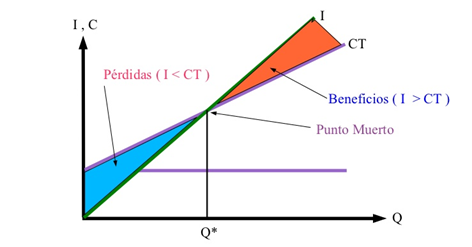 I , C
I
CT
Pérdidas ( I < CT )
Beneficios ( I > CT )
Punto Muerto
Q*
Q